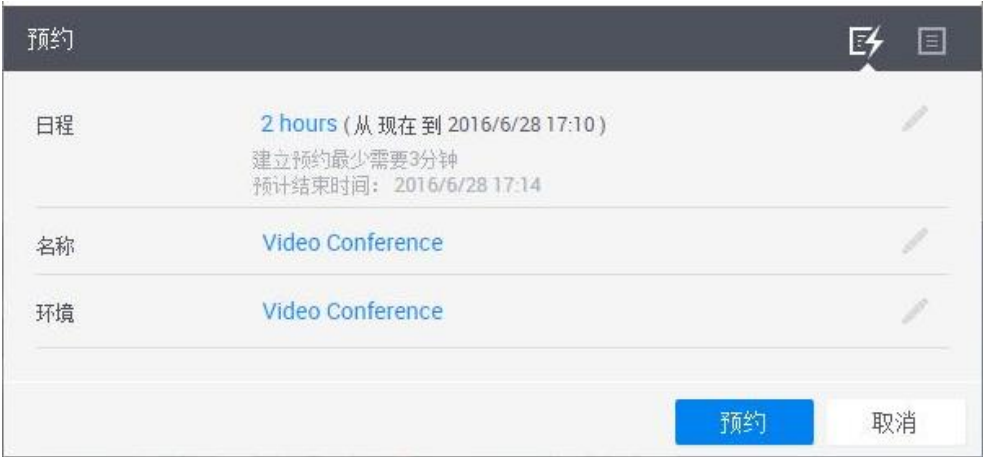 预约
日程
2 hours (从 现在 到 2016/6/28 17:10)
建立预约最少需要3分钟
预计结束时间： 2016/6/28 17:14
名称
Video Conference
环境
Video Conference
预约
取消